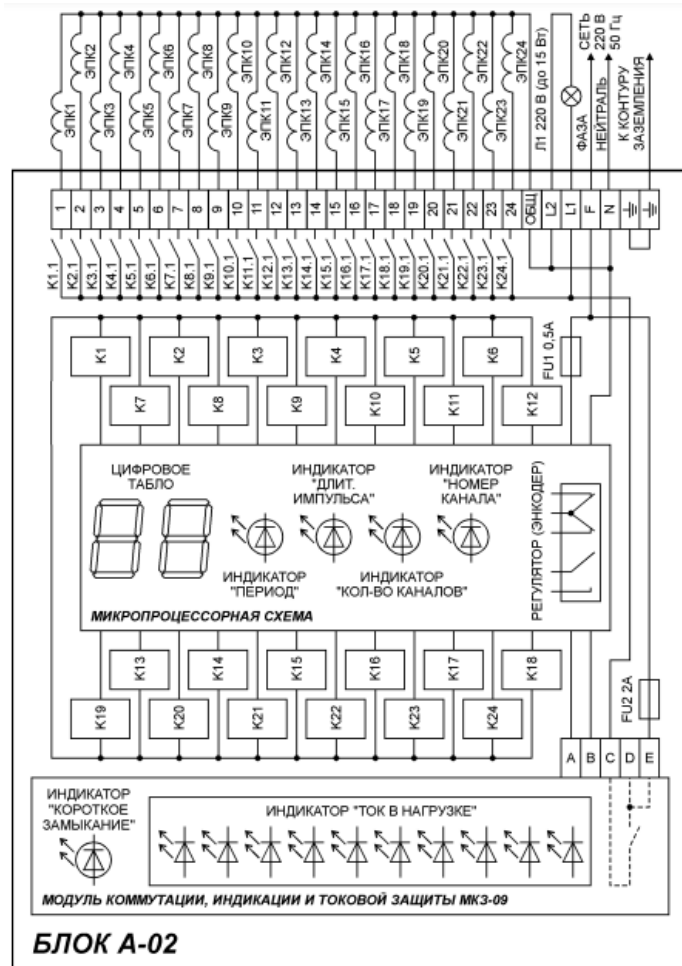 ЭПК1
ЭПК2
ЭПК3
ЭПК4
ЭПК5
ЭПК6
ЭПК7
ЭПК8
ЭПК9
ЭПК10
ЭПК11
ЭПК12
ЭПК13
ЭПК14
ЭПК15
ЭПК16
ЭПК17
ЭПК18
ЭПК19
ЭПК20
ЭПК21
ЭПК22
ЭПК23
ЭПК24
Л1 220 В (до 15 Вт)
ФАЗА
СЕТЬ
220 В
50 Гц
НЕЙТРАЛЬ
К КОНТУРУ
ЗАЗЕМЛЕНИЯ
1
2
3
4
5
6
7
8
9
10
11
12
13
14
15
16
17
18
19
20
21
22
23
24
ОБЩ
L2
L1
F
N
K1.1
K2.1
K3.1
K4.1
K5.1
K6.1
K7.1
K8.1
K9.1
K10.1
K11.1
K12.1
K13.1
K14.1
K15.1
K16.1
K17.1
K18.1
K19.1
K20.1
K21.1
K22.1
K23.1
K24.1
K1
K2
K3
K4
K5
K6
FU1 0,5A
K7
K8
K9
K10
K11
K12
ЦИФРОВОЕ
ТАБЛО
ИНДИКАТОР
"ДЛИТ.
ИМПУЛЬСА"
ИНДИКАТОР
"НОМЕР
КАНАЛА"
РЕГУЛЯТОР (ЭНКОДЕР)
ИНДИКАТОР
"ПЕРИОД"
ИНДИКАТОР
"КОЛ-ВО КАНАЛОВ"
МИКРОПРОЦЕССОРНАЯ СХЕМА
K13
K14
K15
K16
K17
K18
K19
K20
K21
K22
K23
K24
FU2 2A
A
B
C
D
E
ИНДИКАТОР
"КОРОТКОЕ
ЗАМЫКАНИЕ"
ИНДИКАТОР "ТОК В НАГРУЗКЕ"
МОДУЛЬ КОММУТАЦИИ, ИНДИКАЦИИ И ТОКОВОЙ ЗАЩИТЫ МКЗ-09
БЛОК А-02